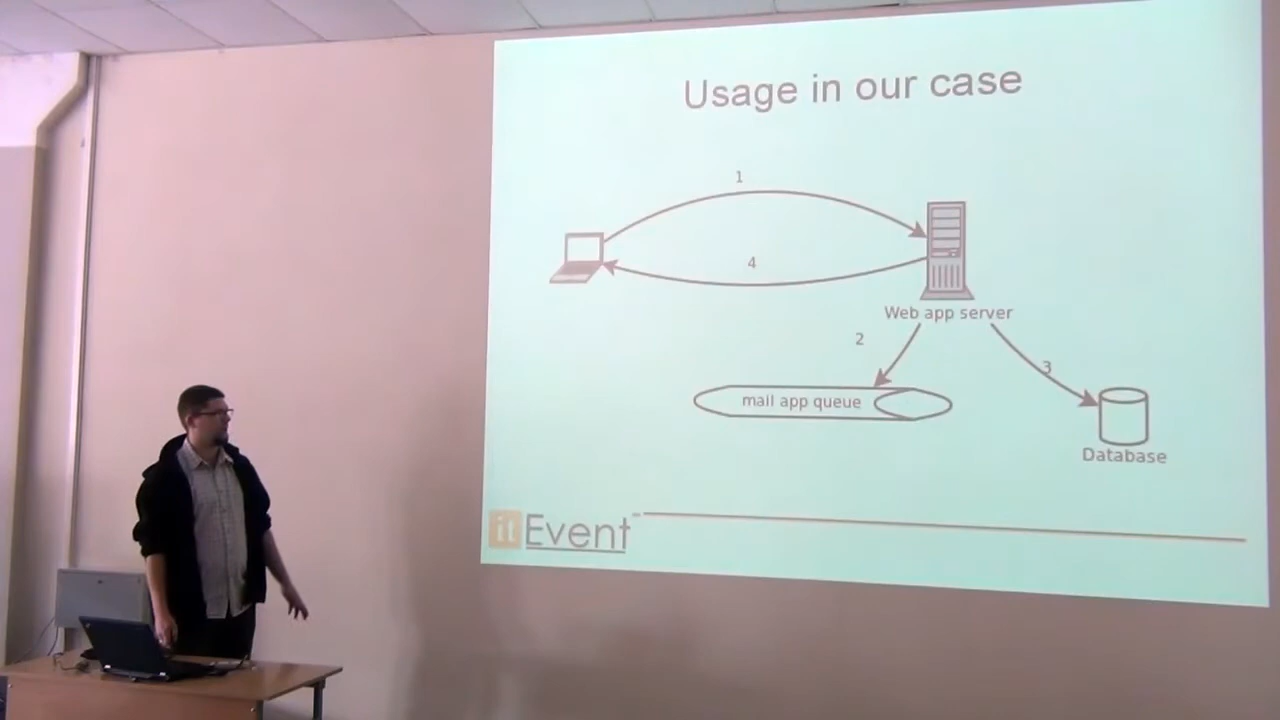 Usage in our case
1
4
Web app server
2
3
mail app queue
Database
itEvent